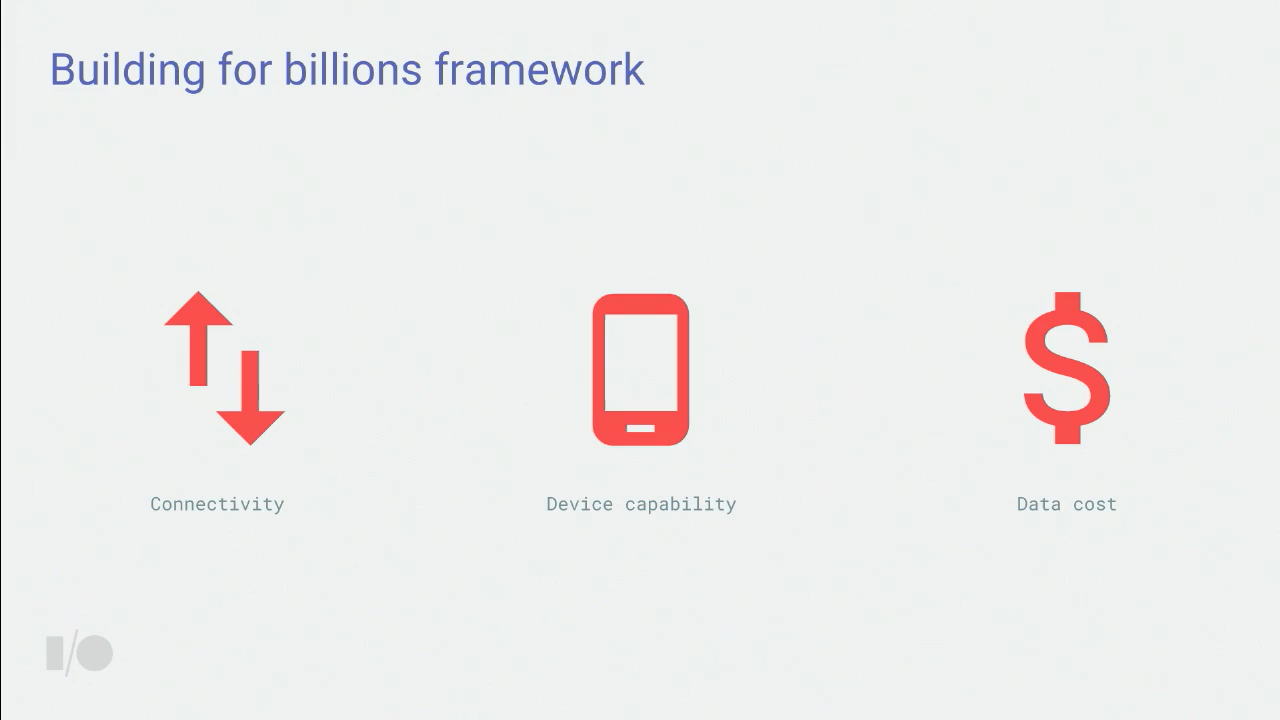 Building for billions framework
Connectivity
Device capability
Data cost
I/O